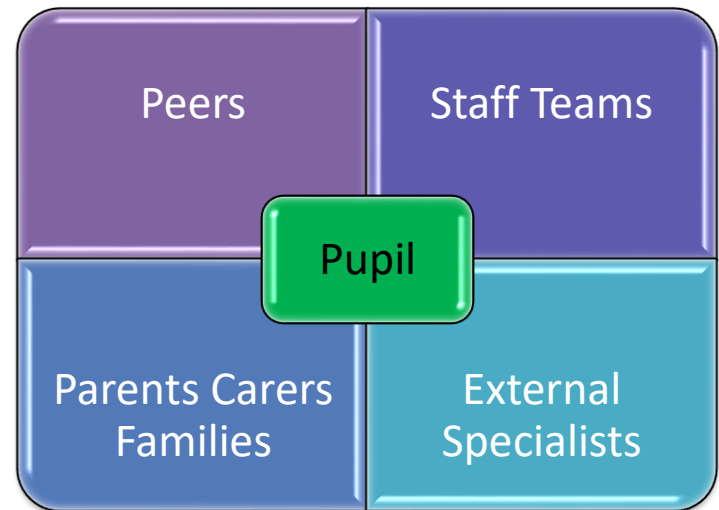 Peers
Staff Teams
Pupil
Parents Carers
Families
External
Specialists